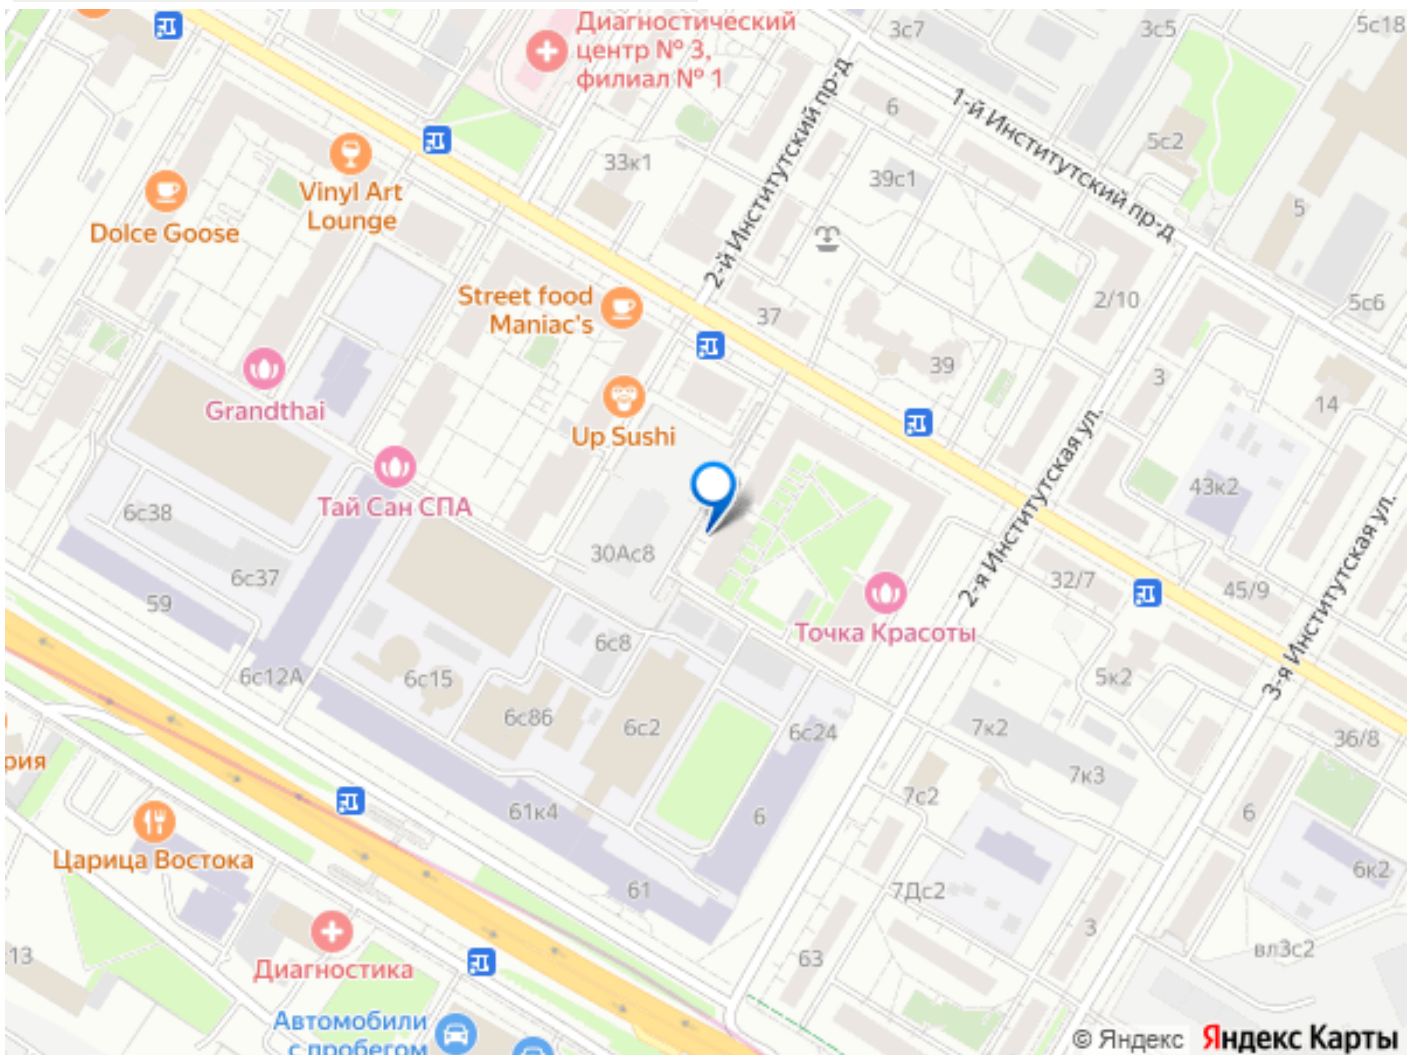 Диагностический
центр № 3,
филиал № 1
3с7
3с5
5с18
2-й Институтский пр-д
6
1-й Институтский пр-д
5с2
33к1
39с1
Vinyl Art
Lounge
Dolce Goose
5
Street food
Maniac's
37
2/10
5с6
39
3
14
Grandthai
Up Sushi
2-я Институтская ул.
43к2
Тай Сан СПА
6с38
30Ас8
6с37
59
32/7
45/9
3-я Институтская ул.
Точка Красоты
6с8
6с12А
6с15
5к2
6с86
6с2
6с24
7к2
36/8
рия
7к3
7с2
61к4
6
6
Царица Востока
6к2
61
7Дс2
3
вл3с2
13
63
Диагностика
Автомобили
с пробегом
© Яндекс Яндекс Карты